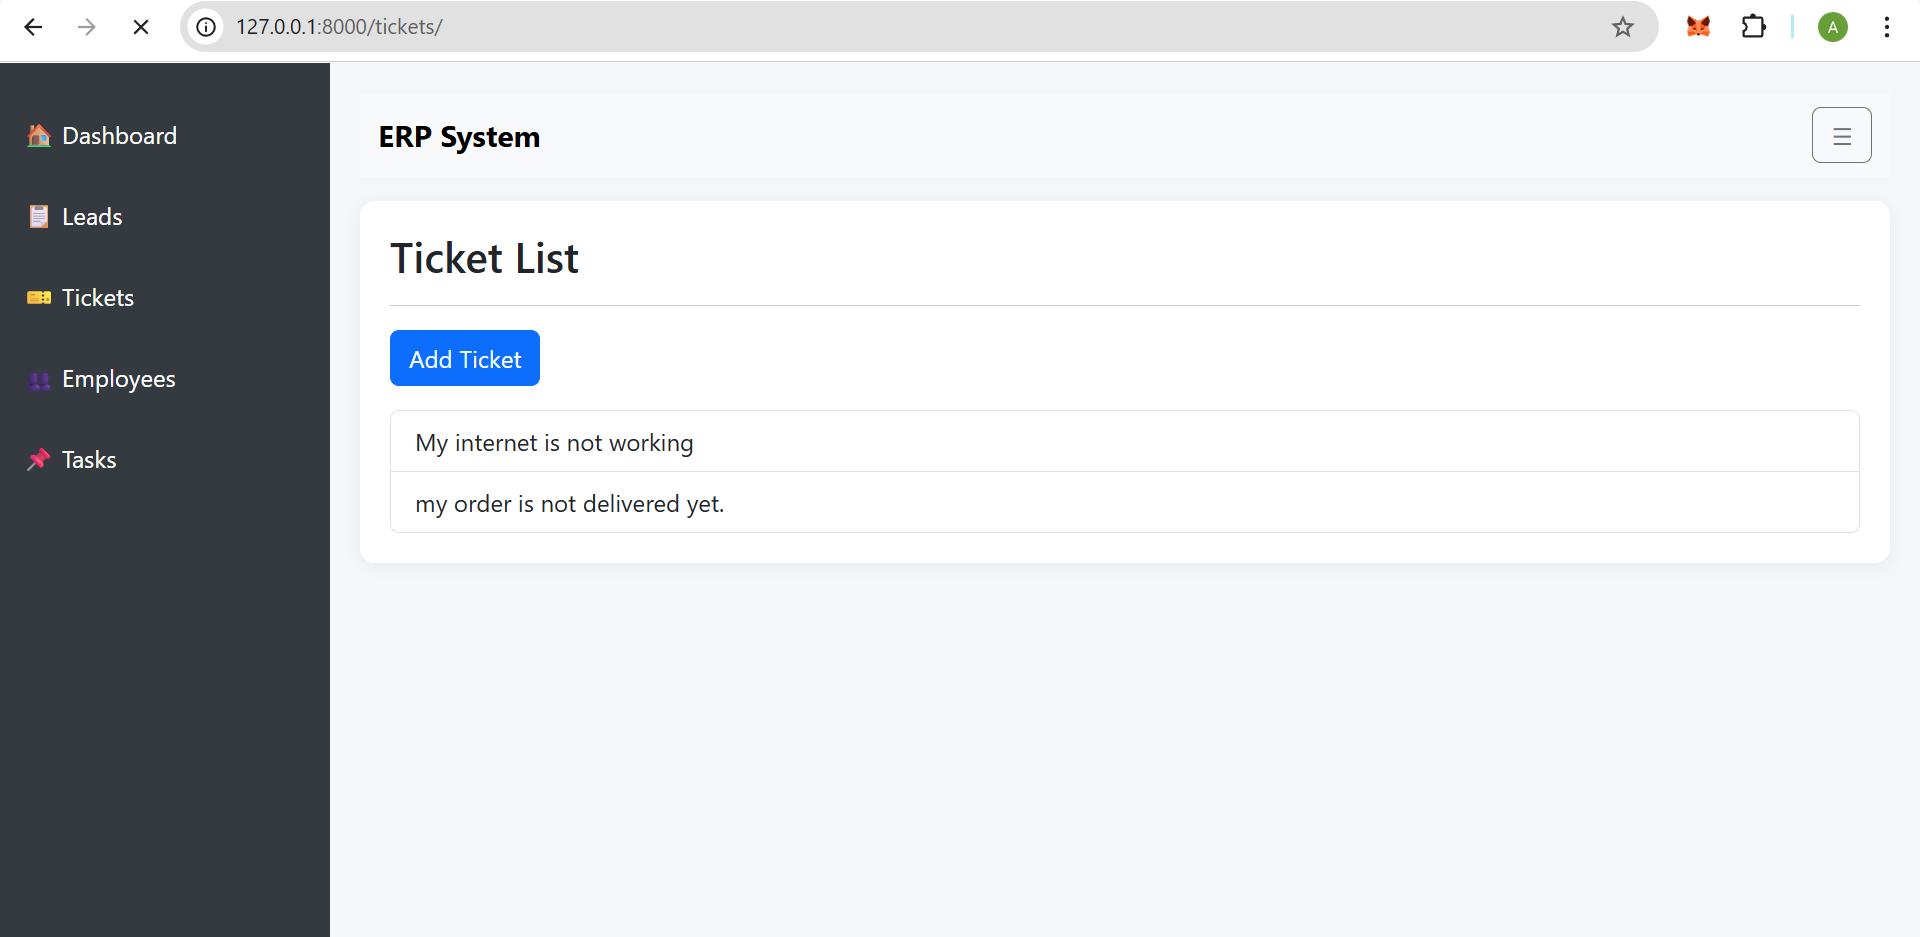 127.0.0.1:8000/tickets/
A
Dashboard
Leads
Tickets
Employees
Tasks
ERP System
Ticket List
Add Ticket
My internet is not working
my order is not delivered yet.